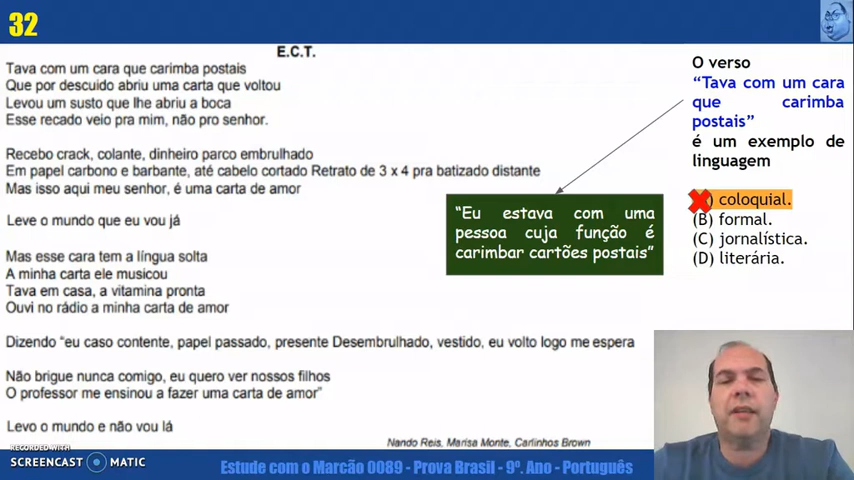 32
E.C.T.
Tava com um cara que carimba postais
Que por descuido abriu uma carta que voltou
Levou um susto que lhe abriu a boca
Esse recado veio pra mim, não pro senhor.
Recebo crack, colante, dinheiro parco embrulhado
Em papel carbono e barbante, até cabelo cortado Retrato de 3 x 4 pra batizado distante
Mas isso aqui meu senhor, é uma carta de amor
Leve o mundo que eu vou já
Mas esse cara tem a língua solta
A minha carta ele musicou
Tava em casa, a vitamina pronta
Ouvi no rádio a minha carta de amor
Dizendo “eu caso contente, papel passado, presente Desembrulhado, vestido, eu volto logo me espera
Não brigue nunca comigo, eu quero ver nossos filhos
O professor me ensinou a fazer uma carta de amor”
Levo o mundo e não vou lá
Nando Reis, Marisa Monte, Carlinhos Brown
“Eu estava com uma
pessoa cuja função é
carimbar cartões postais”
O verso
“Tava com um cara
que carimba
postais”
é um exemplo de
linguagem
coloquial.
(B) formal.
(C) jornalística.
(D) literária.
RECORDED WITH
SCREENCAST MATIC
Estude com o Marcão 0089 - Prova Brasil - 9º. Ano - Português